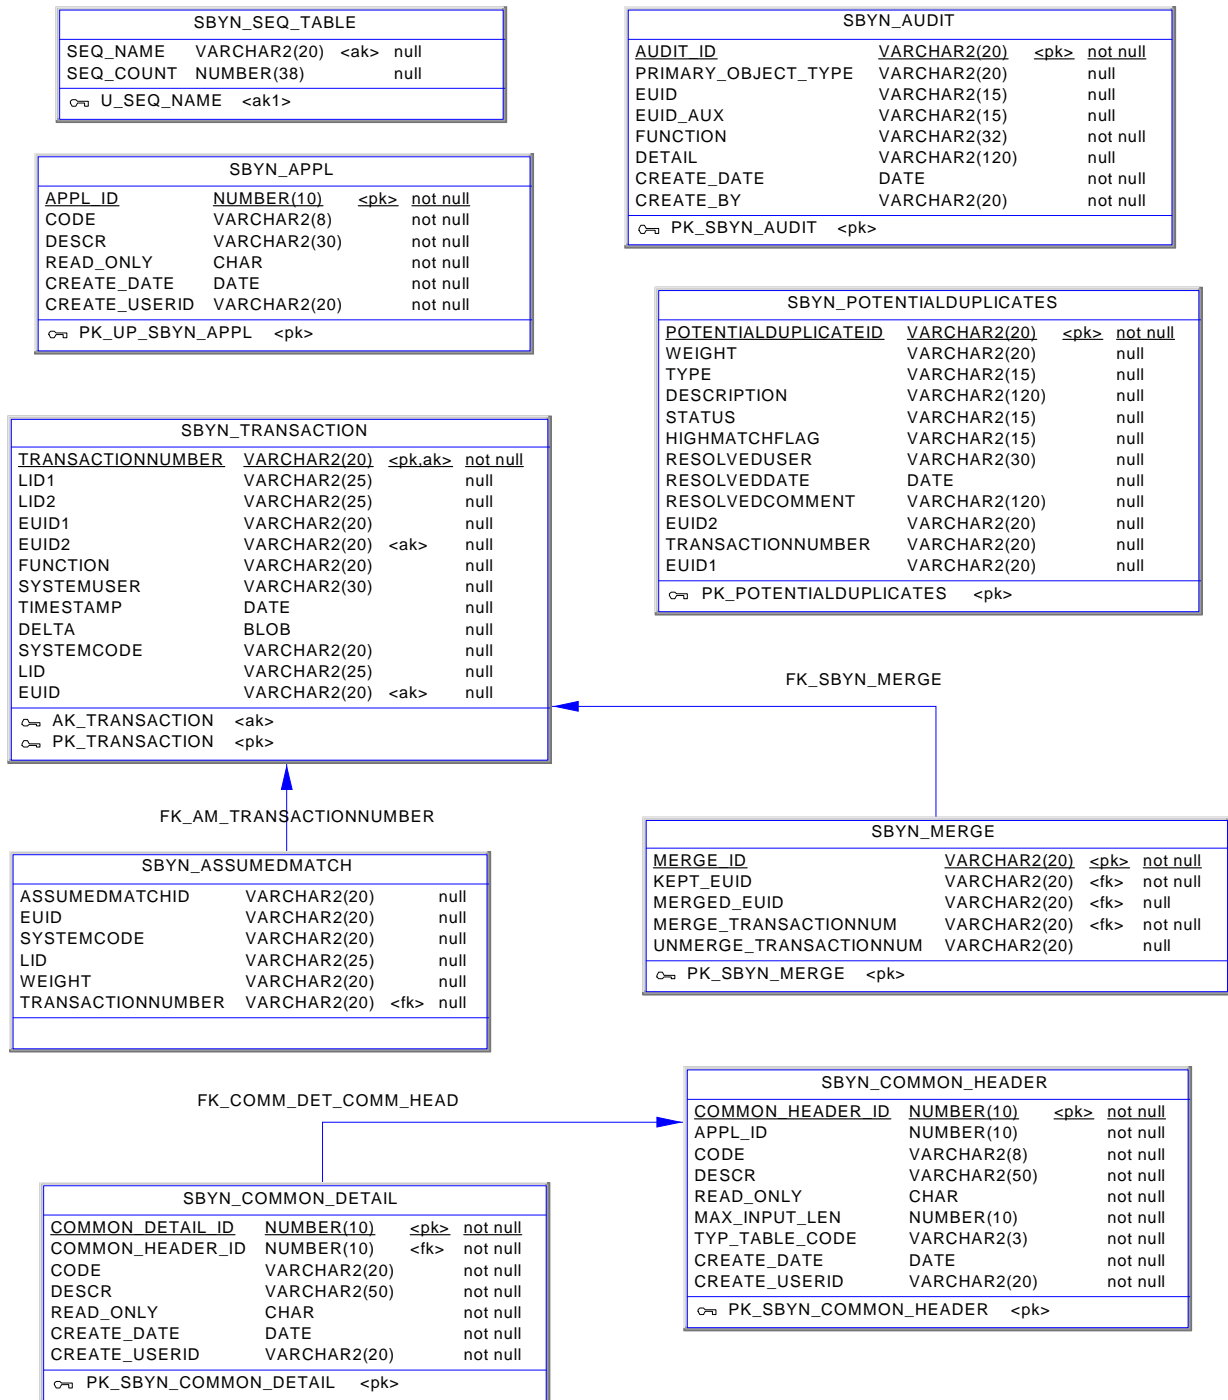 SBYN_SEQ_TABLE
SEQ_NAME VARCHAR2(20) <ak> null
SEQ_COUNT NUMBER(38) null
U_SEQ_NAME <ak1>
SBYN_AUDIT
AUDIT_ID VARCHAR2(20) <pk> not null
PRIMARY_OBJECT_TYPE VARCHAR2(20) null
EUID VARCHAR2(15) null
EUID_AUX VARCHAR2(15) null
FUNCTION VARCHAR2(32) not null
DETAIL VARCHAR2(120) null
CREATE_DATE DATE not null
CREATE_BY VARCHAR2(20) not null
PK_SBYN_AUDIT <pk>
SBYN_APPL
APPL_ID NUMBER(10) <pk> not null
CODE VARCHAR2(8) not null
DESCR VARCHAR2(30) not null
READ_ONLY CHAR not null
CREATE_DATE DATE not null
CREATE_USERID VARCHAR2(20) not null
PK_UP_SBYN_APPL <pk>
SBYN_POTENTIALDUPLICATES
POTENTIALDUPLICATEID VARCHAR2(20) <pk> not null
WEIGHT VARCHAR2(20) null
TYPE VARCHAR2(15) null
DESCRIPTION VARCHAR2(120) null
STATUS VARCHAR2(15) null
HIGHMATCHFLAG VARCHAR2(15) null
RESOLVEDUSER VARCHAR2(30) null
RESOLVEDDATE DATE null
RESOLVEDCOMMENT VARCHAR2(120) null
EUID2 VARCHAR2(20) null
TRANSACTIONNUMBER VARCHAR2(20) null
EUID1 VARCHAR2(20) null
PK_POTENTIALDUPLICATES <pk>
SBYN_TRANSACTION
TRANSACTIONNUMBER VARCHAR2(20) <pk,ak> not null
LID1 VARCHAR2(25) null
LID2 VARCHAR2(25) null
EUID1 VARCHAR2(20) null
EUID2 VARCHAR2(20) <ak> null
FUNCTION VARCHAR2(20) null
SYSTEMUSER VARCHAR2(30) null
TIMESTAMP DATE null
DELTA BLOB null
SYSTEMCODE VARCHAR2(20) null
LID VARCHAR2(25) null
EUID VARCHAR2(20) <ak> null
AK_TRANSACTION <ak>
PK_TRANSACTION <pk>
FK_SBYN_MERGE
FK_AM_TRANSACTIONNUMBER
SBYN_MERGE
MERGE_ID VARCHAR2(20) <pk> not null
KEPT_EUID VARCHAR2(20) <fk> not null
MERGED_EUID VARCHAR2(20) <fk> null
MERGE_TRANSACTIONNUM VARCHAR2(20) <fk> not null
UNMERGE_TRANSACTIONNUM VARCHAR2(20) null
PK_SBYN_MERGE <pk>
SBYN_ASSUMEDMATCH
ASSUMEDMATCHID VARCHAR2(20) null
EUID VARCHAR2(20) null
SYSTEMCODE VARCHAR2(20) null
LID VARCHAR2(25) null
WEIGHT VARCHAR2(20) null
TRANSACTIONNUMBER VARCHAR2(20) <fk> null
FK_COMM_DET_COMM_HEAD
SBYN_COMMON_HEADER
COMMON_HEADER_ID NUMBER(10) <pk> not null
APPL_ID NUMBER(10) not null
CODE VARCHAR2(8) not null
DESCR VARCHAR2(50) not null
READ_ONLY CHAR not null
MAX_INPUT_LEN NUMBER(10) not null
TYP_TABLE_CODE VARCHAR2(3) not null
CREATE_DATE DATE not null
CREATE_USERID VARCHAR2(20) not null
PK_SBYN_COMMON_HEADER <pk>
SBYN_COMMON_DETAIL
COMMON_DETAIL_ID NUMBER(10) <pk> not null
COMMON_HEADER_ID NUMBER(10) <fk> not null
CODE VARCHAR2(20) not null
DESCR VARCHAR2(50) not null
READ_ONLY CHAR not null
CREATE_DATE DATE not null
CREATE_USERID VARCHAR2(20) not null
PK_SBYN_COMMON_DETAIL <pk>